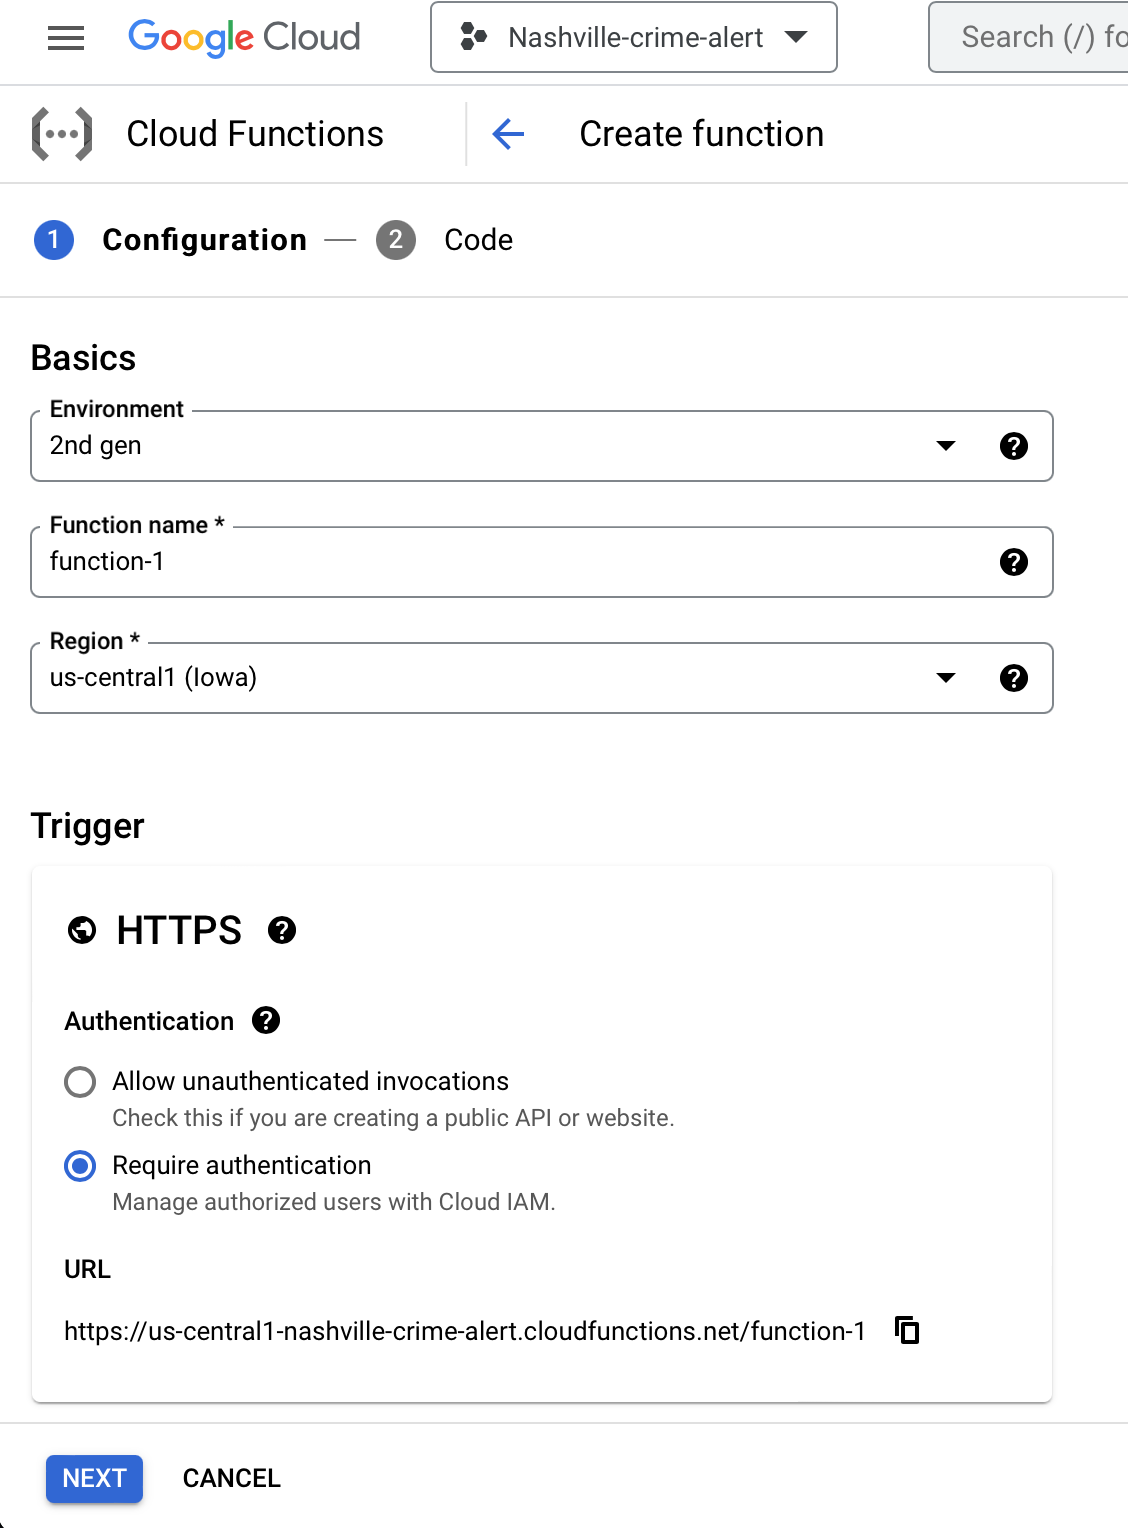 Google Cloud
Nashville-crime-alert
Search (/) fo
Cloud Functions
Create function
1 Configuration
2 Code
Basics
Environment
2nd gen
Function name *
function-1
Region *
us-central1 (Iowa)
Trigger
HTTPS
Authentication
Allow unauthenticated invocations
Check this if you are creating a public API or website.
Require authentication
Manage authorized users with Cloud IAM.
URL
https://us-central1-nashville-crime-alert.cloudfunctions.net/function-1
NEXT
CANCEL